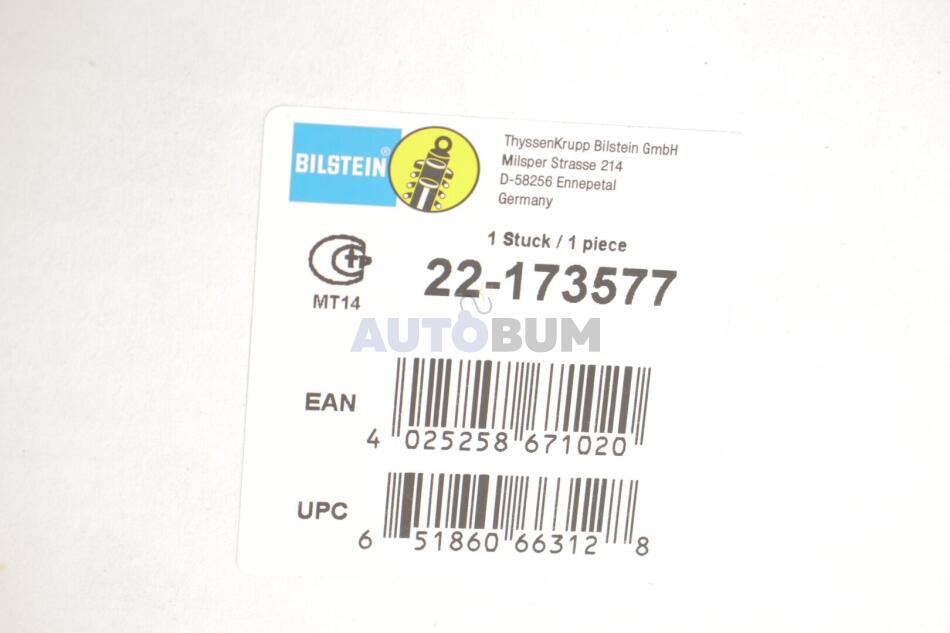 BILSTEIN®
ThyssenKrupp Bilstein GmbH
Milsper Strasse 214
D-58256 Ennepetal
Germany
1 Stuck / 1 piece
22-173577
MT14
AUTOBUM
EAN
4 025258 671020
UPC
6 51860 66312 8